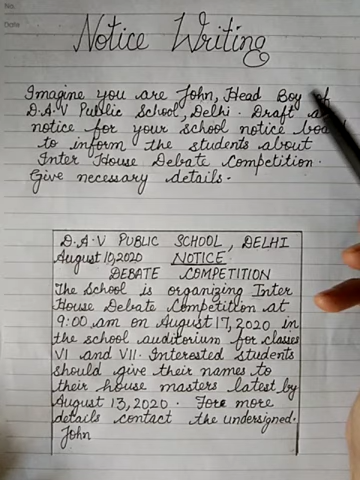 No.
Date
Notice Writing
Imagine you are John, Head Boy of
D.A.V Public School, Delhi. Draft a
notice for your school notice board
to inform the students about
Inter House Debate Competition.
Give necessary details.
D.A.V PUBLIC SCHOOL, DELHI
August 10,2020 NOTICE
DEBATE COMPETITION
The School is organizing Inter
House Debate Competition at
9:00 am on August 17, 2020 in
the school auditorium for classes
VI and VII. Interested students
should give their names to
their house masters latest by
August 13, 2020. Fore more
details contact the undersigned.
John